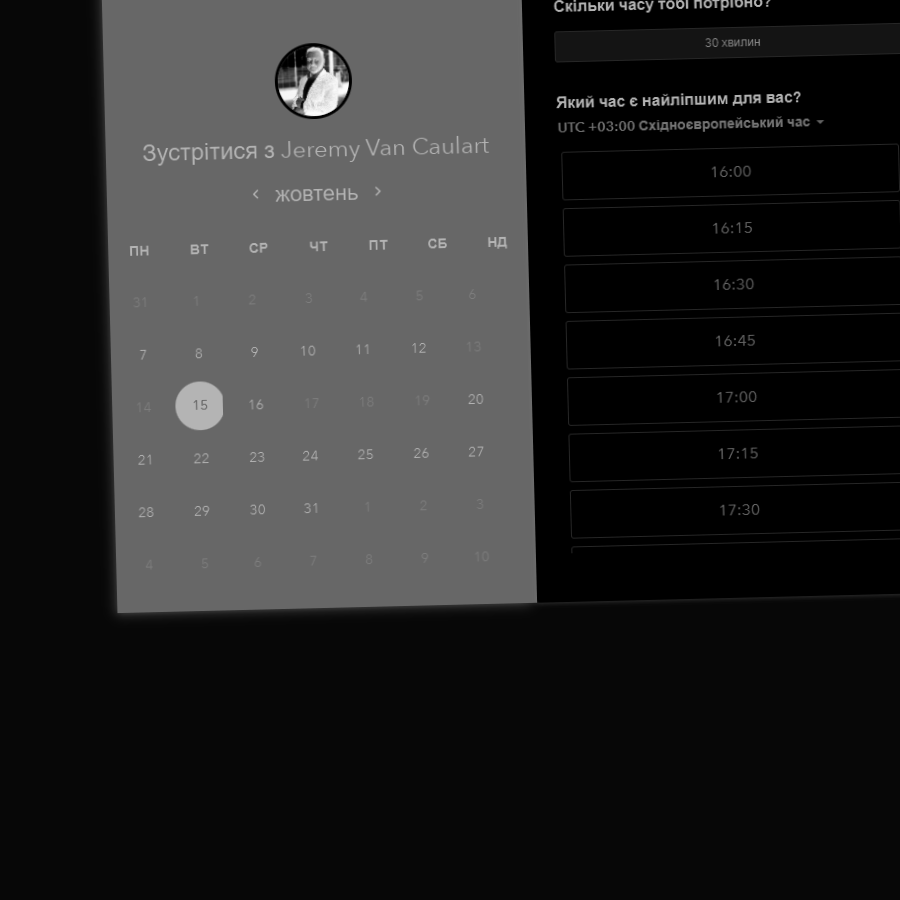 Зустрітися з Jeremy Van Caulart
жовтень
ПН ВТ СР ЧТ ПТ СБ НД
31 1 2 3 4 5 6
7 8 9 10 11 12 13
14 15 16 17 18 19 20
21 22 23 24 25 26 27
28 29 30 31 1 2 3
4 5 6 7 8 9 10
Скільки часу тобі потрібно?
30 хвилин
Який час є найліпшим для вас?
UTC +03:00 Східноєвропейський час
16:00
16:15
16:30
16:45
17:00
17:15
17:30